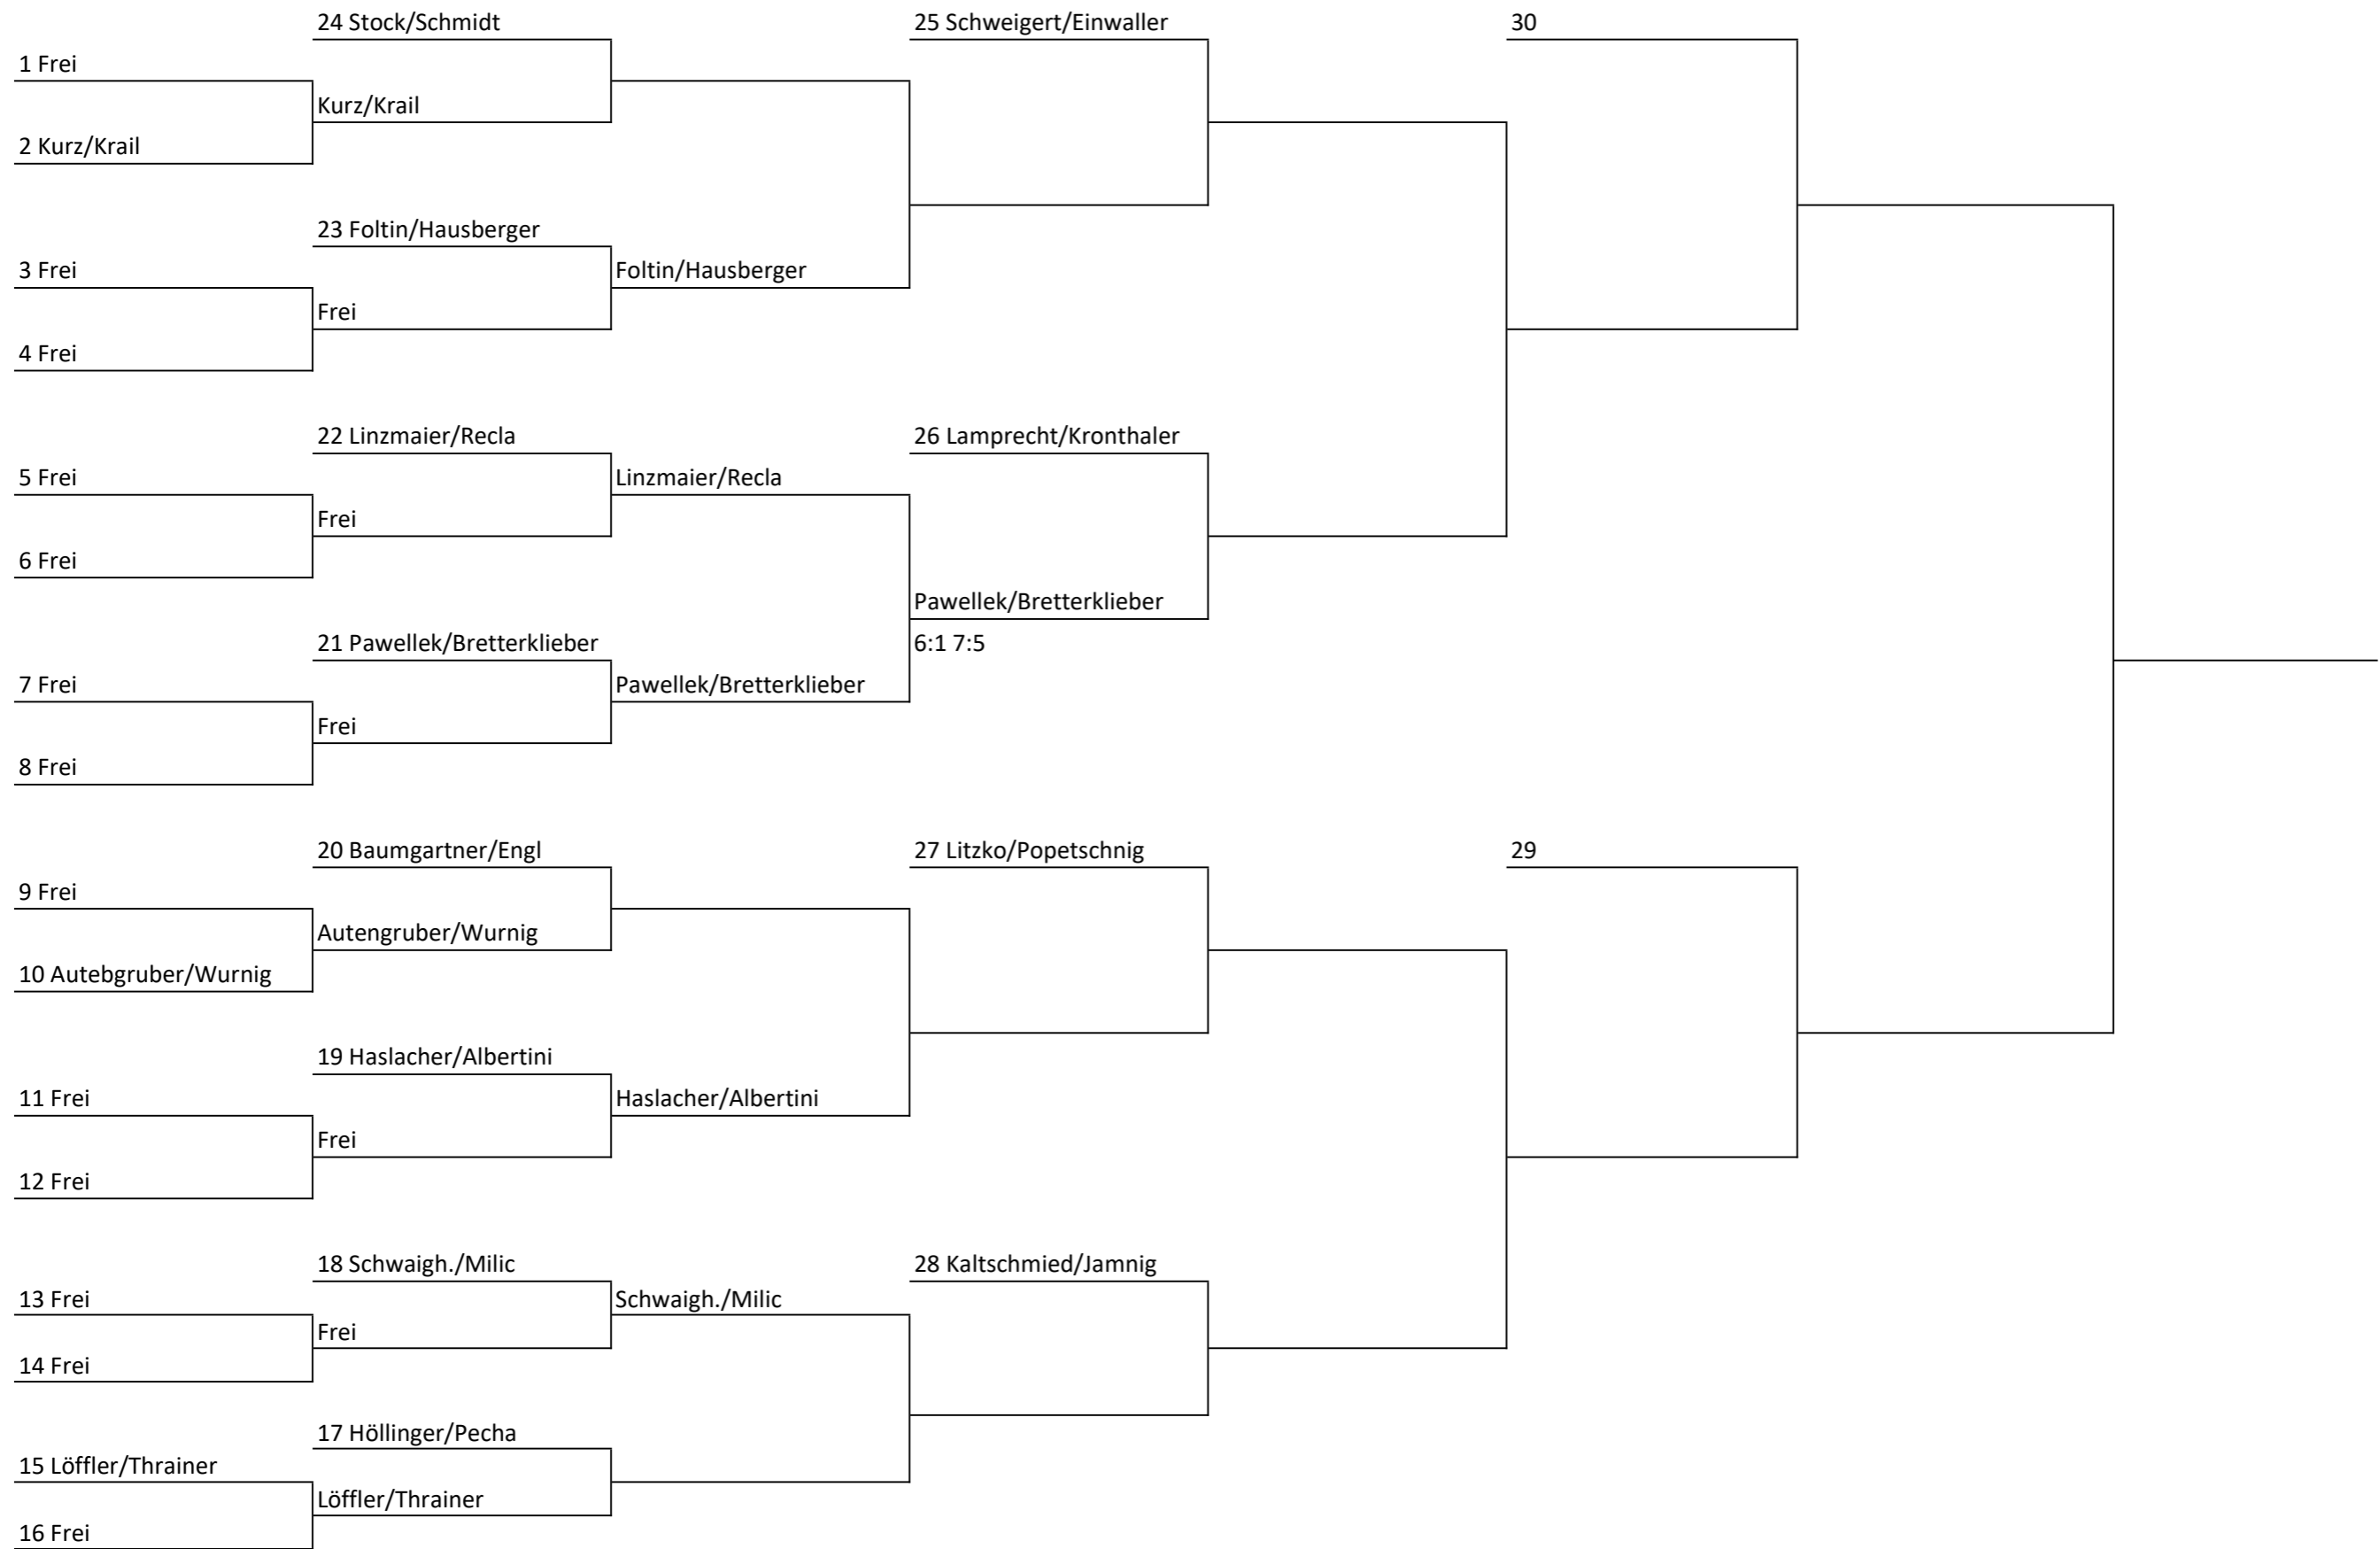 24 Stock/Schmidt
25 Schweigert/Einwaller
30
1 Frei
Kurz/Krail
2 Kurz/Krail
23 Foltin/Hausberger
3 Frei
Foltin/Hausberger
Frei
4 Frei
22 Linzmaier/Recla
26 Lamprecht/Kronthaler
5 Frei
Linzmaier/Recla
Frei
6 Frei
Pawellek/Bretterklieber
21 Pawellek/Bretterklieber
6:1 7:5
7 Frei
Pawellek/Bretterklieber
Frei
8 Frei
20 Baumgartner/Engl
27 Litzko/Popetschnig
29
9 Frei
Autengruber/Wurnig
10 Autebgruber/Wurnig
19 Haslacher/Albertini
11 Frei
Haslacher/Albertini
Frei
12 Frei
18 Schwaigh./Milic
28 Kaltschmied/Jamnig
13 Frei
Schwaigh./Milic
Frei
14 Frei
17 Höllinger/Pecha
15 Löffler/Thrainer
Löffler/Thrainer
16 Frei